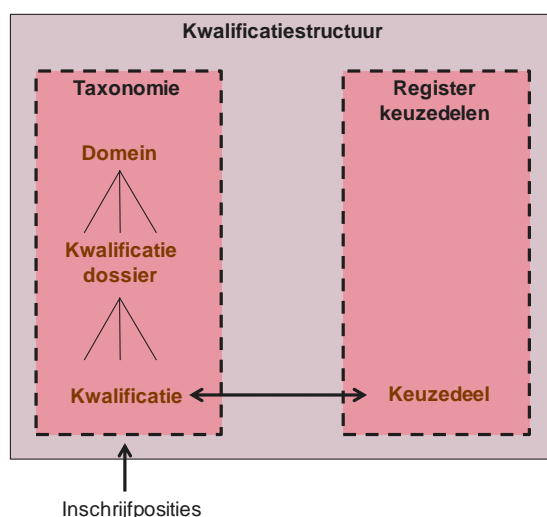 Kwalificatiestructuur
Taxonomie
Domein
Kwalificatie
dossier
Kwalificatie
Register
keuzedelen
Keuzedeel
Inschrijfposities